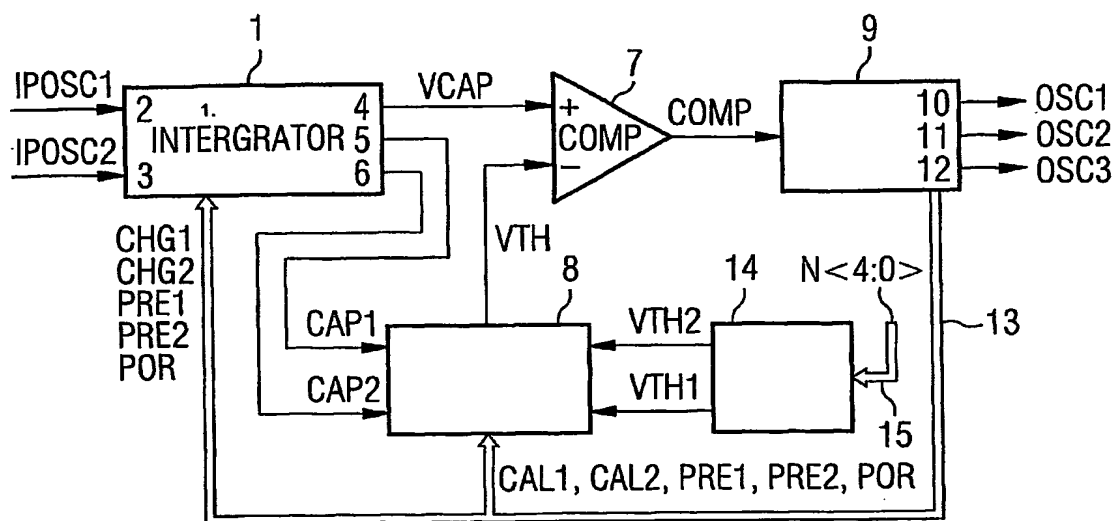 1
7
9
IPOSC1
2
1.
4
VCAP
+
COMP
COMP
10
OSC1
INTERGRATOR
5
11
OSC2
IPOSC2
3
6
−
12
OSC3
CHG1
CHG2
PRE1
PRE2
POR
VTH
8
14
N<4:0>
13
CAP1
VTH2
CAP2
VTH1
15
CAL1, CAL2, PRE1, PRE2, POR